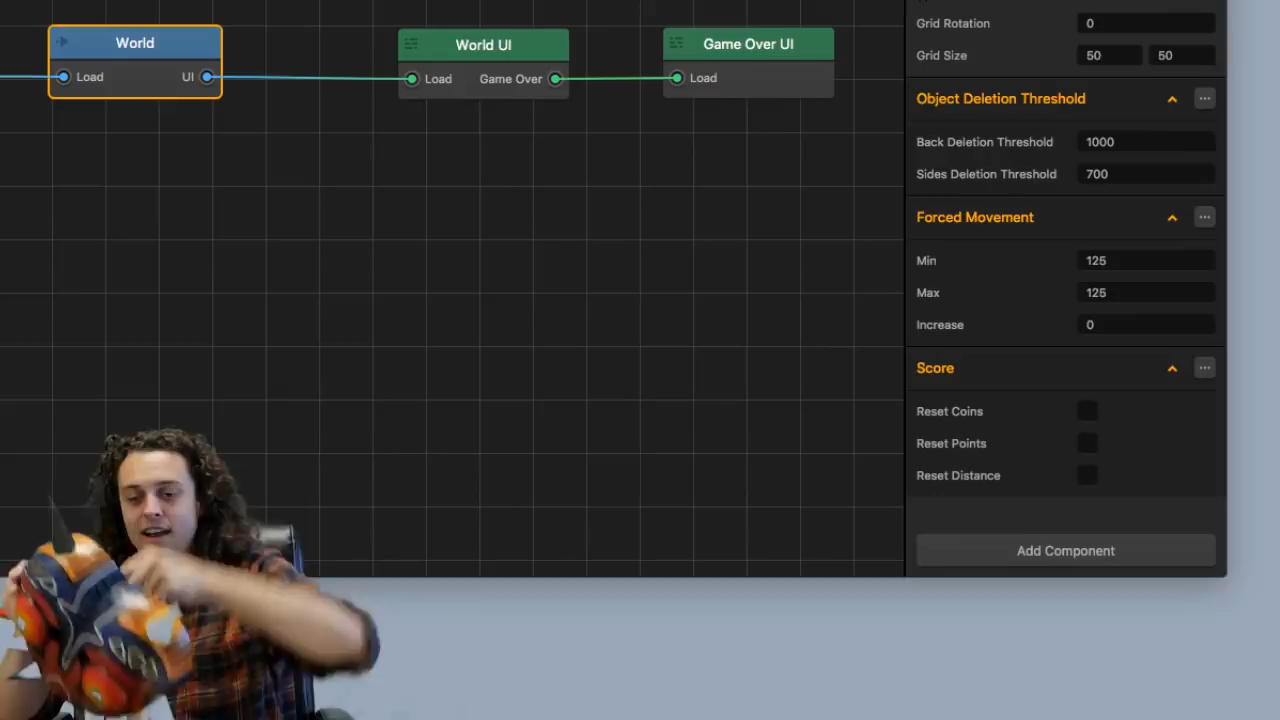 World
Load
UI
World UI
Load
Game Over
Game Over UI
Load
Grid Rotation
0
Grid Size
50
50
Object Deletion Threshold
Back Deletion Threshold
1000
Sides Deletion Threshold
700
Forced Movement
Min
125
Max
125
Increase
0
Score
Reset Coins
Reset Points
Reset Distance
Add Component